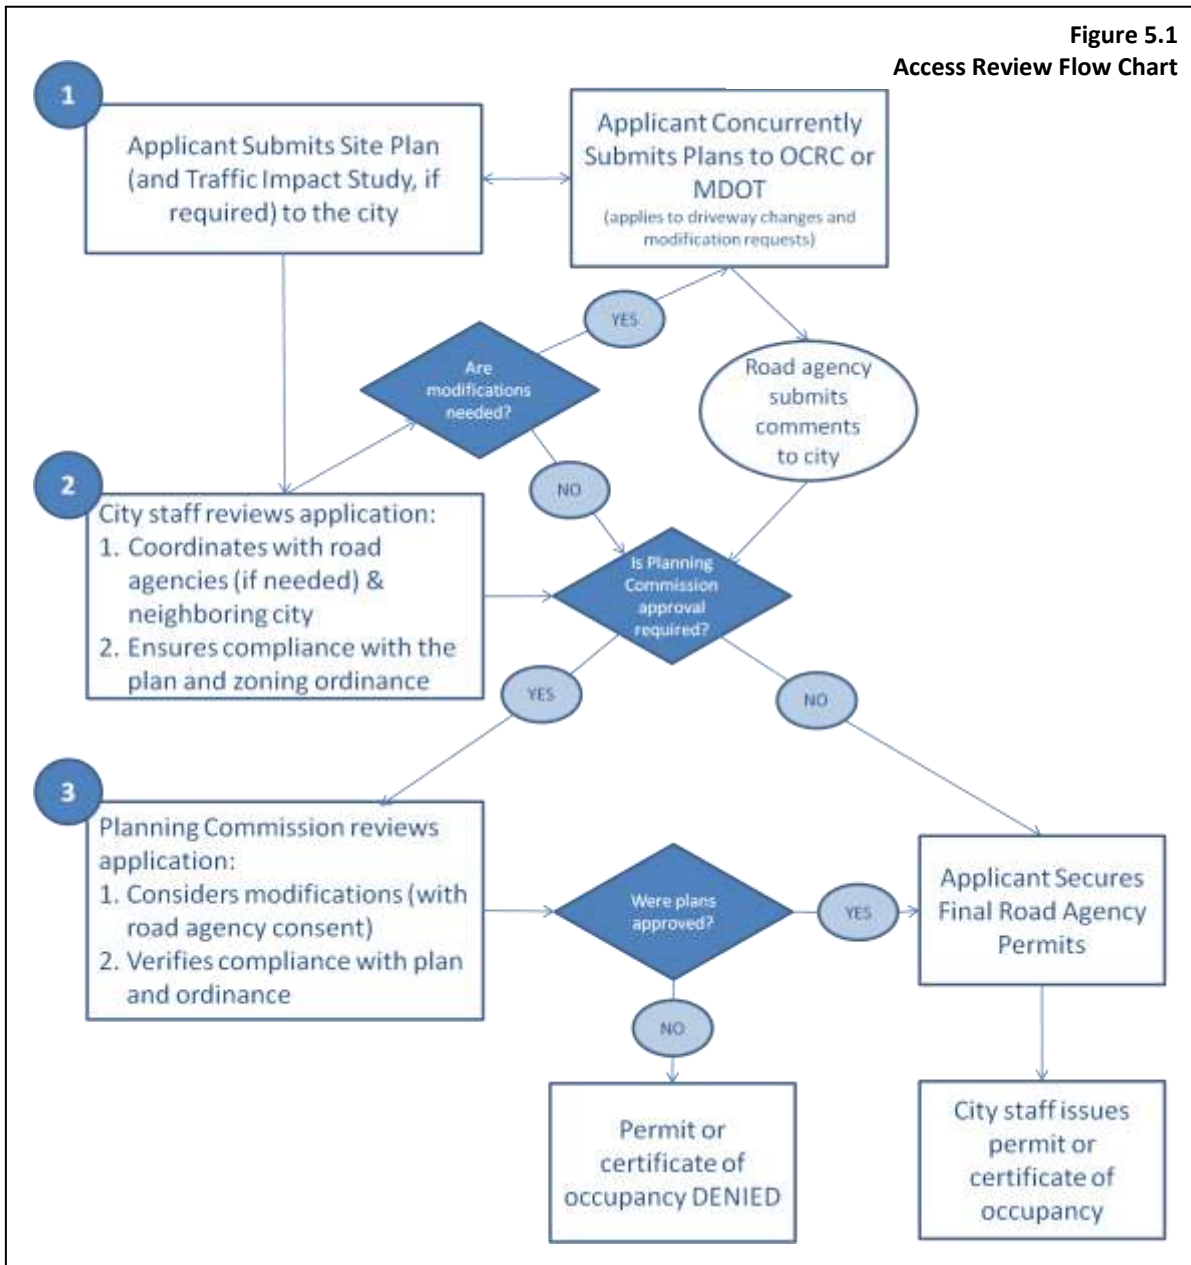 Figure 5.1
Access Review Flow Chart
1
Applicant Submits Site Plan
(and Traffic Impact Study, if
required) to the city
Applicant Concurrently
Submits Plans to OCRC or
MDOT
(applies to driveway changes and
modification requests)
YES
Are
modifications
needed?
Road agency
submits
comments
to city
NO
2
City staff reviews application:
1. Coordinates with road
agencies (if needed) &
neighboring city
2. Ensures compliance with the
plan and zoning ordinance
Is Planning
Commission
approval
required?
YES
NO
3
Planning Commission reviews
application:
1. Considers modifications (with
road agency consent)
2. Verifies compliance with plan
and ordinance
Were plans
approved?
YES
Applicant Secures
Final Road Agency
Permits
NO
Permit or
certificate of
occupancy DENIED
City staff issues
permit or
certificate of
occupancy